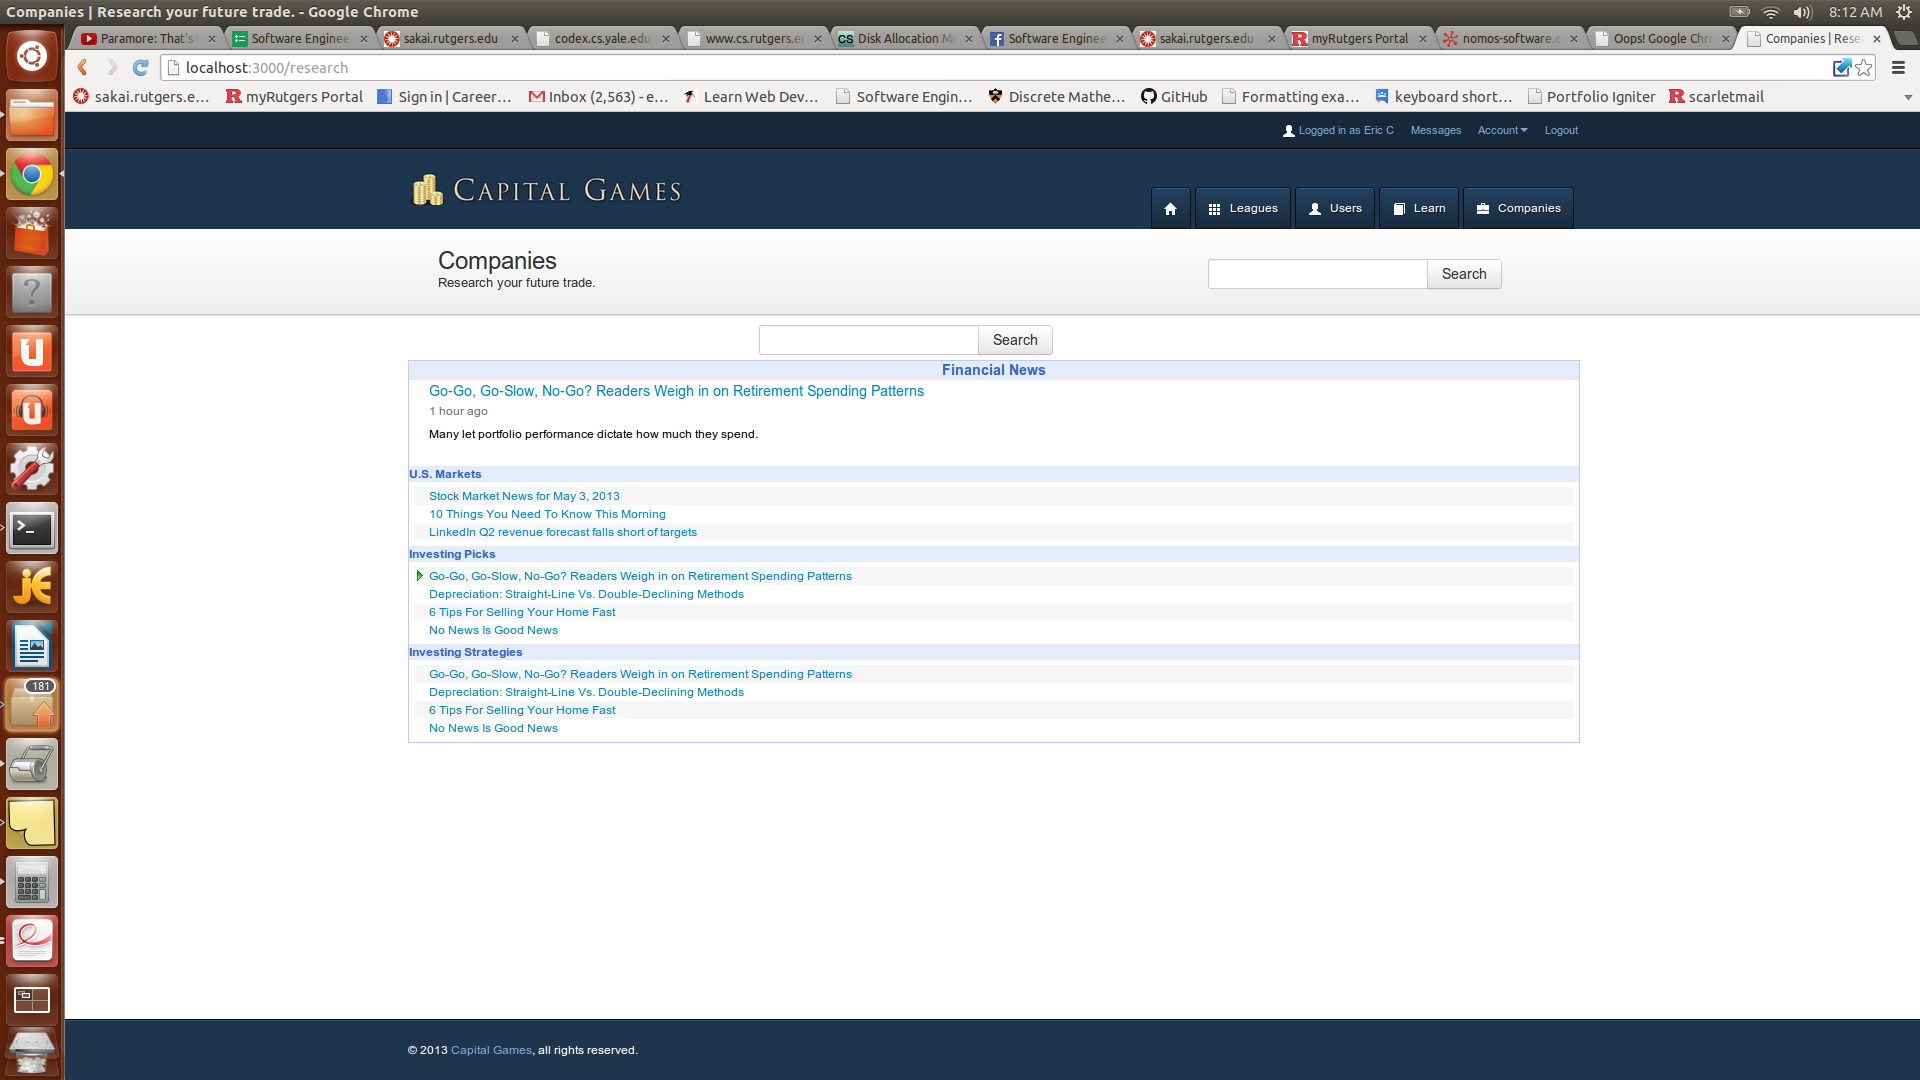 Companies | Research your future trade. - Google Chrome
8:12 AM
Paramore: That's
Software Enginee
sakai.rutgers.edu
codex.cs.yale.edu
www.cs.rutgers.e
Disk Allocation M
Software Enginee
sakai.rutgers.edu
myRutgers Portal
nomos-software.c
Oops! Google Chr
Companies | Rese
localhost:3000/research
sakai.rutgers.e...
myRutgers Portal
Sign in | Career...
Inbox (2,563) - e...
Learn Web Dev...
Software Engin...
Discrete Mathe...
GitHub
Formatting exa...
keyboard short...
Portfolio Igniter
scarletmail
Logged in as Eric C
Messages
Account
Logout
Capital Games
Leagues
Users
Learn
Companies
Companies
Research your future trade.
Search
Search
Financial News
Go-Go, Go-Slow, No-Go? Readers Weigh in on Retirement Spending Patterns
1 hour ago
Many let portfolio performance dictate how much they spend.
U.S. Markets
Stock Market News for May 3, 2013
10 Things You Need To Know This Morning
LinkedIn Q2 revenue forecast falls short of targets
Investing Picks
Go-Go, Go-Slow, No-Go? Readers Weigh in on Retirement Spending Patterns
Depreciation: Straight-Line Vs. Double-Declining Methods
6 Tips For Selling Your Home Fast
No News Is Good News
Investing Strategies
Go-Go, Go-Slow, No-Go? Readers Weigh in on Retirement Spending Patterns
Depreciation: Straight-Line Vs. Double-Declining Methods
6 Tips For Selling Your Home Fast
No News Is Good News
181
© 2013 Capital Games, all rights reserved.